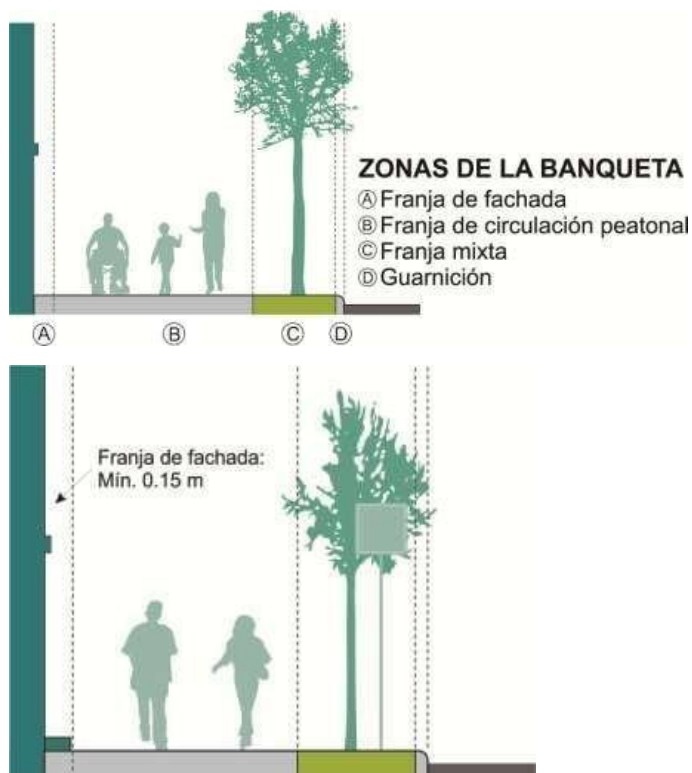 ZONAS DE LA BANQUETA
Ⓐ Franja de fachada
Ⓑ Franja de circulación peatonal
Ⓒ Franja mixta
Ⓓ Guarnición
Ⓐ Ⓑ Ⓒ Ⓓ
Franja de fachada:
Mín. 0.15 m